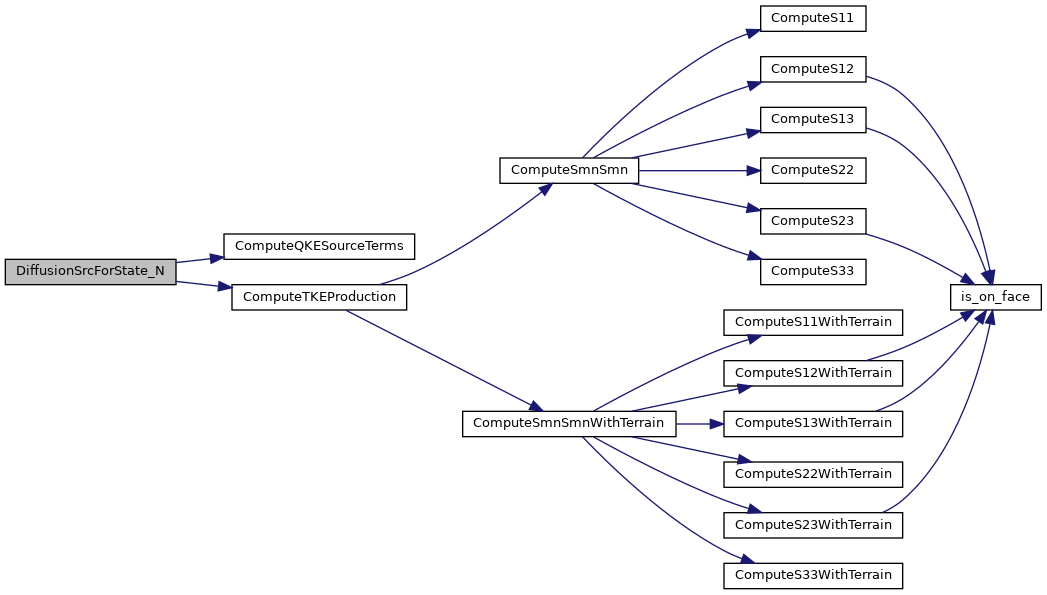 DiffusionSrcForState_N
ComputeQKESourceTerms
ComputeTKEProduction
ComputeSmnSmn
ComputeS11
ComputeS12
ComputeS13
ComputeS22
ComputeS23
ComputeS33
is_on_face
ComputeSmnSmnWithTerrain
ComputeS11WithTerrain
ComputeS12WithTerrain
ComputeS13WithTerrain
ComputeS22WithTerrain
ComputeS23WithTerrain
ComputeS33WithTerrain